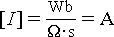 [I] = Wb / Ω·s = A